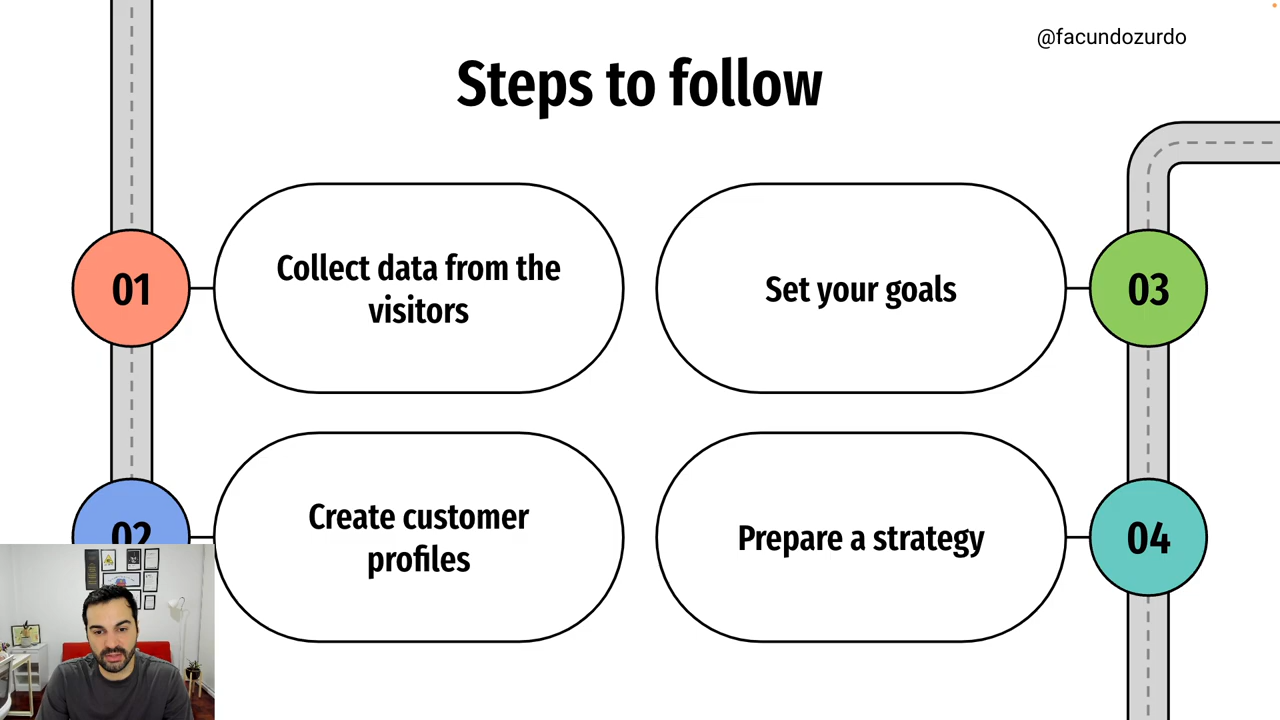 @facundozurdo
Steps to follow
01
Collect data from the
visitors
02
Create customer
profiles
03
Set your goals
04
Prepare a strategy